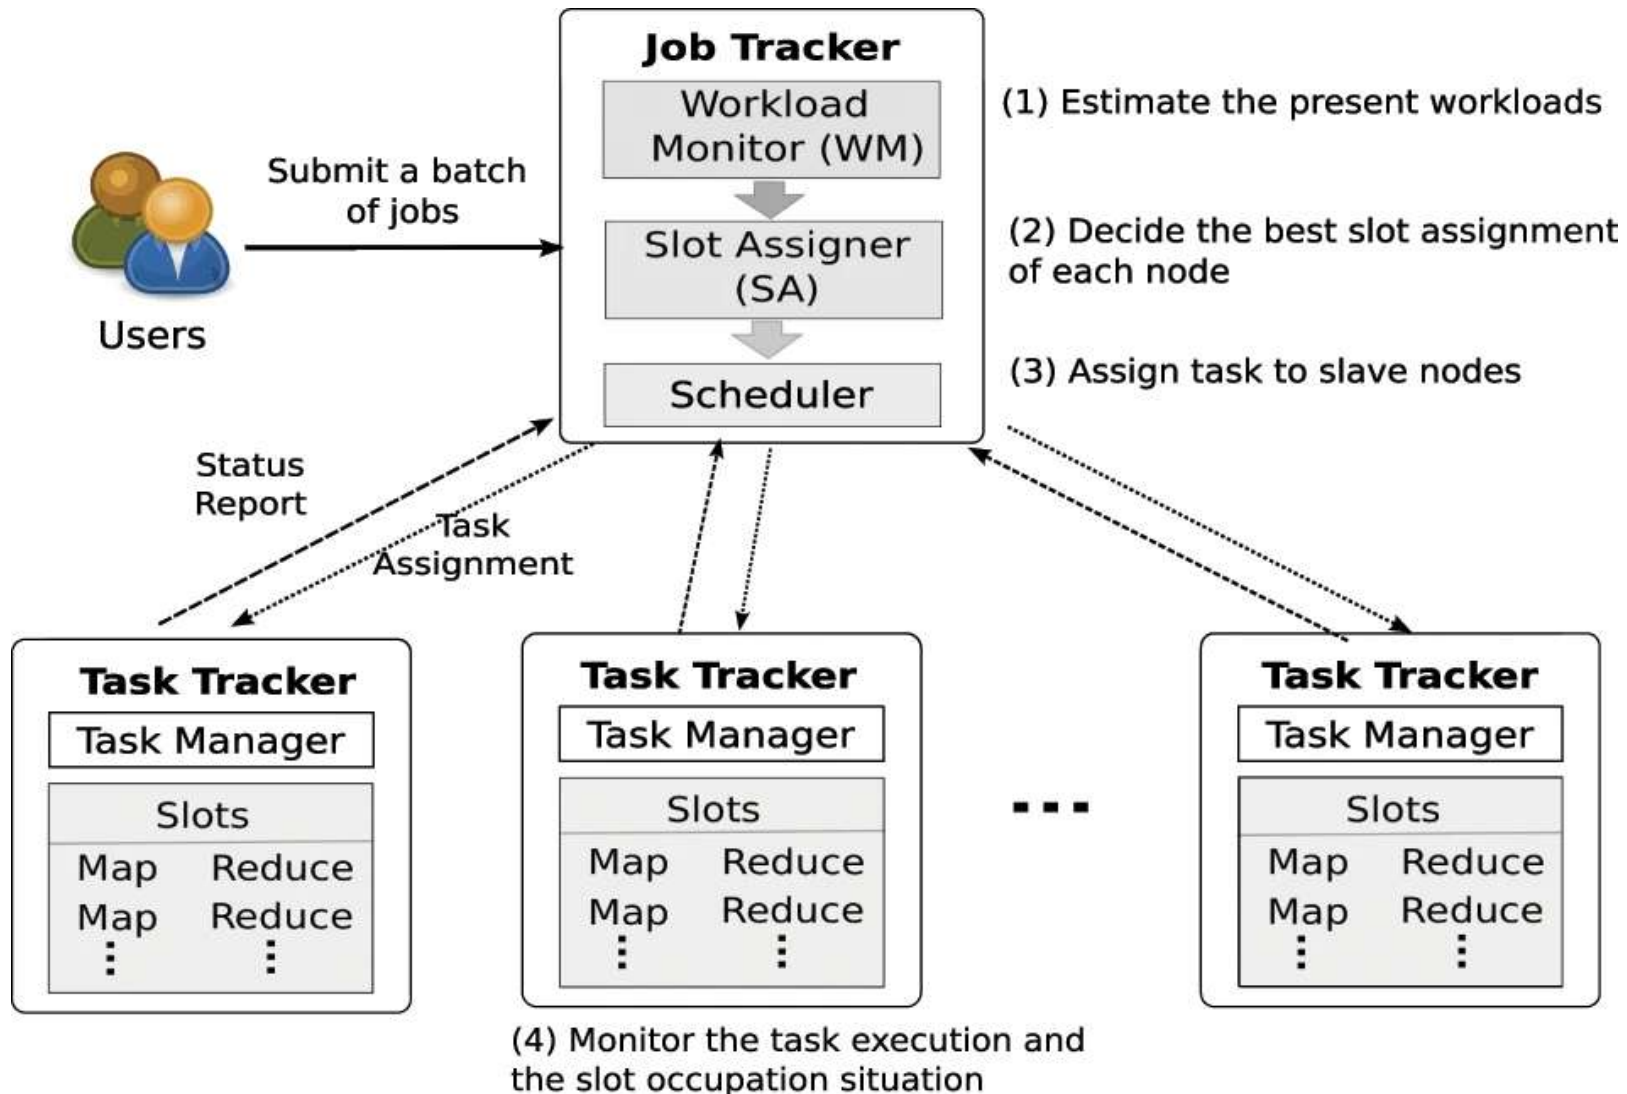 Job Tracker
Workload
Monitor (WM)
(1) Estimate the present workloads
Submit a batch
of jobs
Slot Assigner
(SA)
(2) Decide the best slot assignment
of each node
Users
Scheduler
(3) Assign task to slave nodes
Status
Report
Task
Assignment
Task Tracker
Task Manager
Slots
Map Reduce
Map Reduce
Task Tracker
Task Manager
Slots
Map Reduce
Map Reduce
Task Tracker
Task Manager
Slots
Map Reduce
Map Reduce
(4) Monitor the task execution and
the slot occupation situation